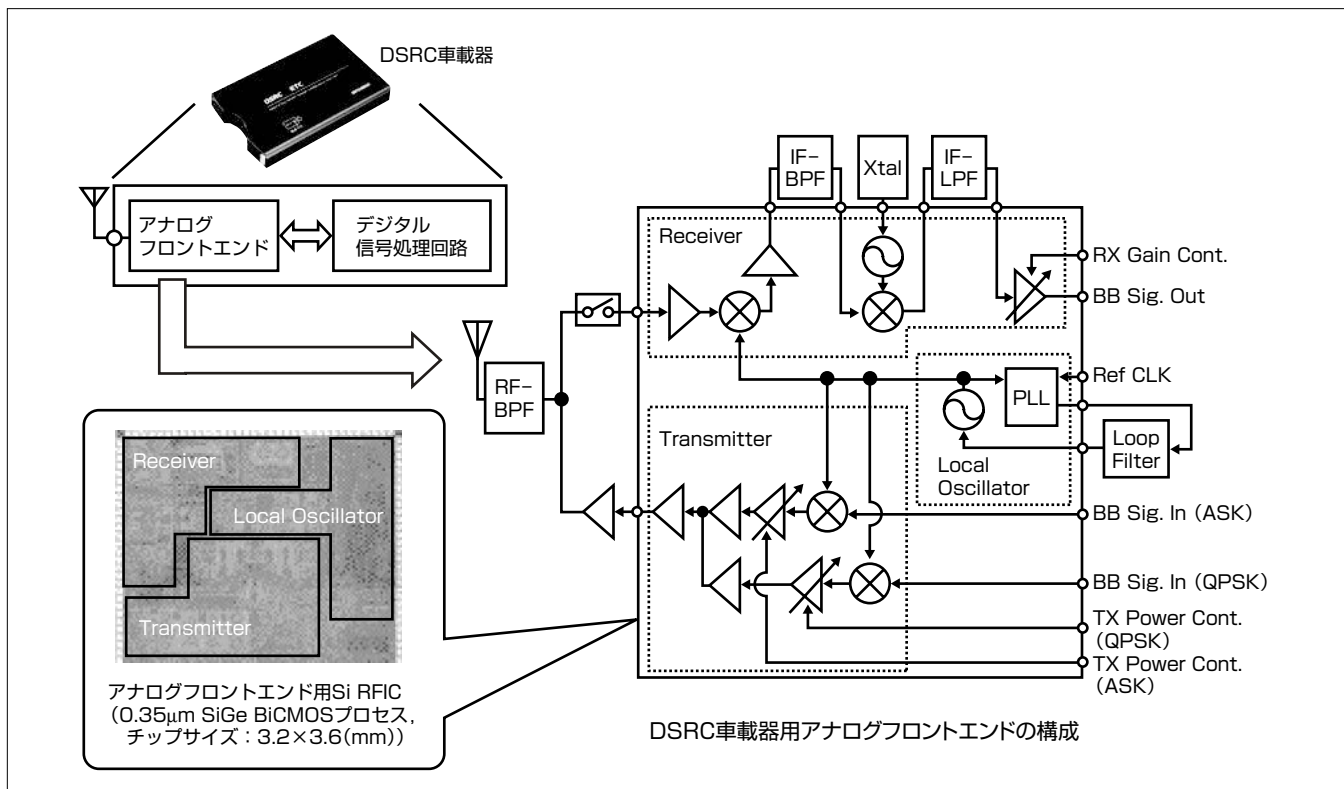 DSRC車載器
アナログ
フロントエンド
デジタル
信号処理回路
RF-
BPF
IF-
BPF
Xtal
IF-
LPF
Receiver
RX Gain Cont.
BB Sig. Out
Ref CLK
PLL
Loop
Filter
Local
Oscillator
Transmitter
BB Sig. In (ASK)
BB Sig. In (QPSK)
TX Power Cont.
(QPSK)
TX Power Cont.
(ASK)
Receiver
Local Oscillator
Transmitter
アナログフロントエンド用Si RFIC
（0.35μm SiGe BiCMOSプロセス，
チップサイズ：3.2×3.6(mm)）
DSRC車載器用アナログフロントエンドの構成
DSRC ETC